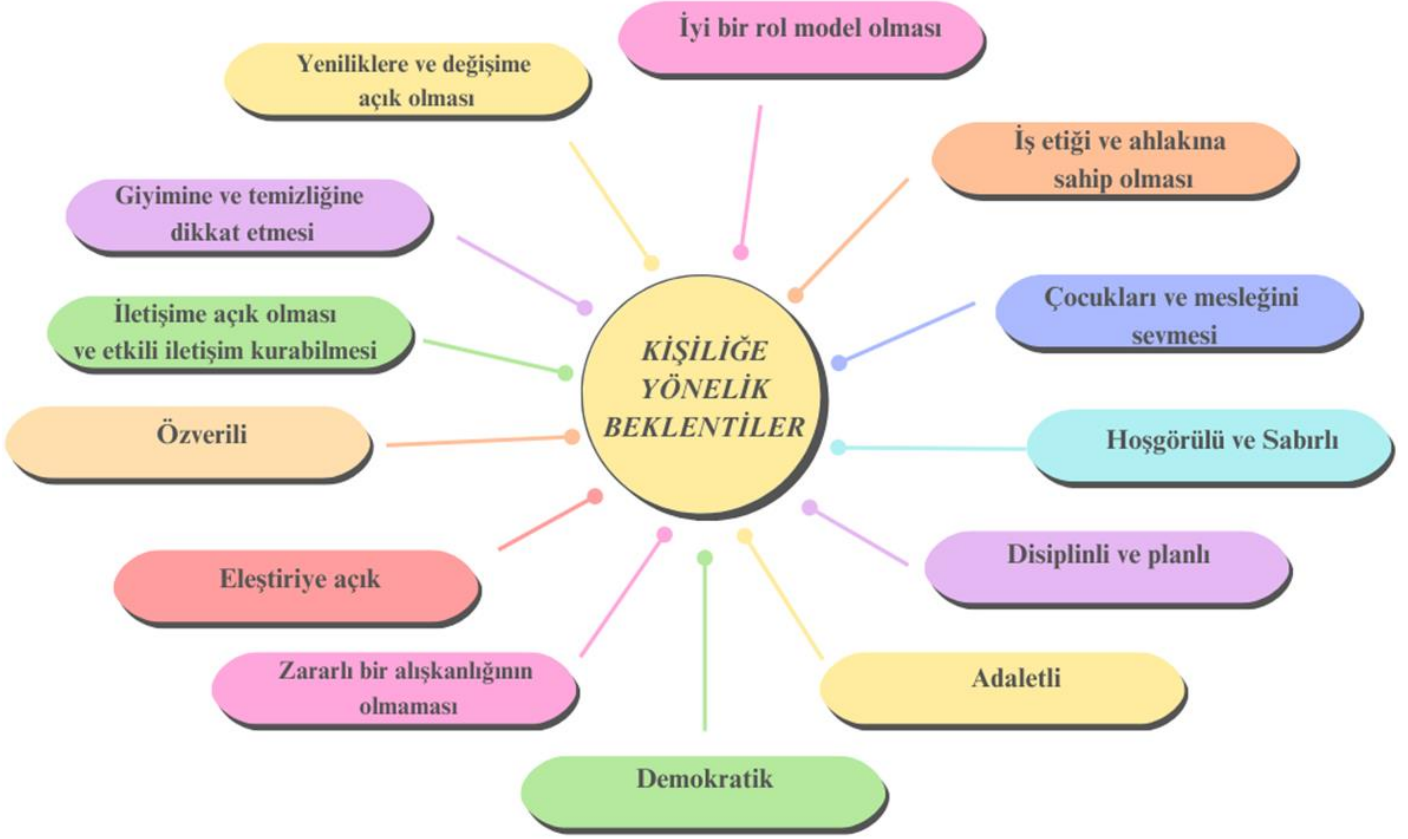 İyi bir rol model olması
Yeniliklere ve değişime
açık olması
İş etiği ve ahlakına
sahip olması
Giyimine ve temizliğine
dikkat etmesi
Çocukları ve mesleğini
sevmesi
İletişime açık olması
ve etkili iletişim kurabilmesi
KİŞİLİĞE
YÖNELİK
BEKLENTİLER
Özverili
Hoşgörülü ve Sabırlı
Disiplinli ve planlı
Eleştiriye açık
Zararlı bir alışkanlığının
olmaması
Adaletli
Demokratik